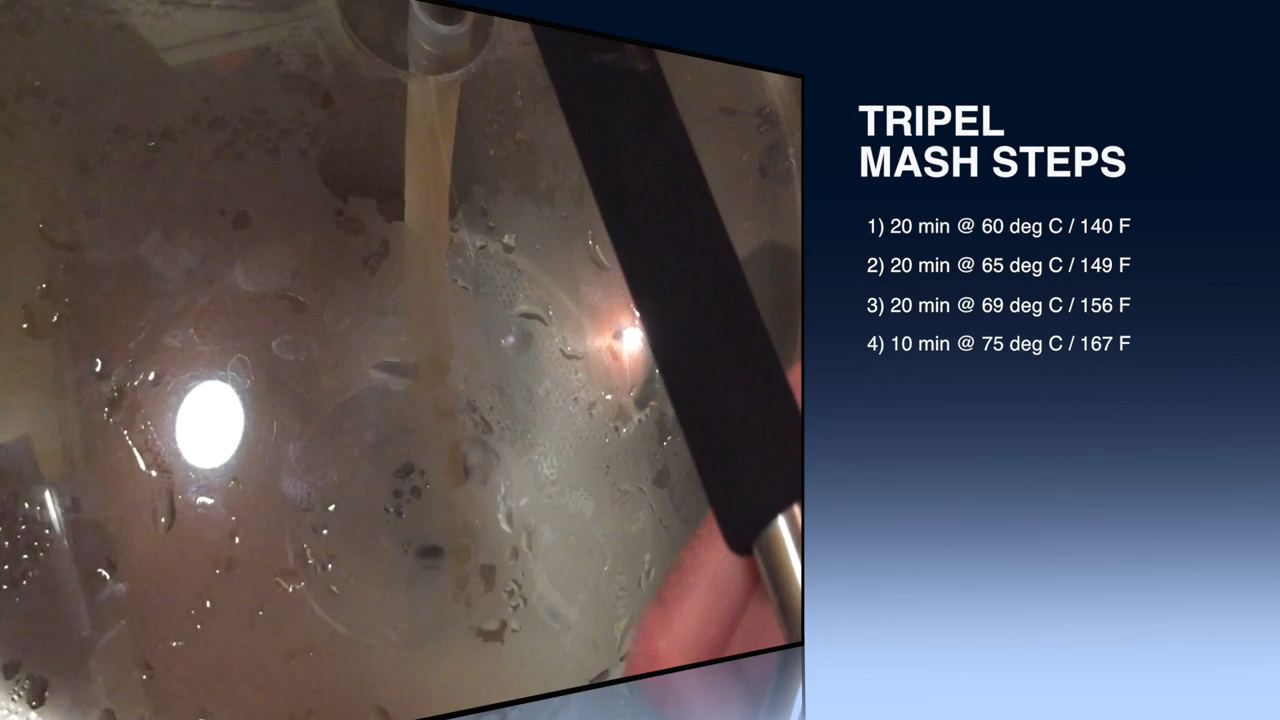 TRIPEL
MASH STEPS
1) 20 min @ 60 deg C / 140 F
2) 20 min @ 65 deg C / 149 F
3) 20 min @ 69 deg C / 156 F
4) 10 min @ 75 deg C / 167 F